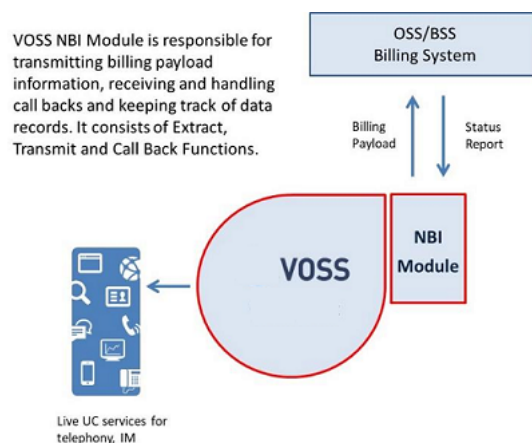 VOSS NBI Module is responsible for
transmitting billing payload
information, receiving and handling
call backs and keeping track of data
records. It consists of Extract,
Transmit and Call Back Functions.
OSS/BSS
Billing System
Billing
Payload
Status
Report
VOSS
NBI
Module
Live UC services for
telephony, IM